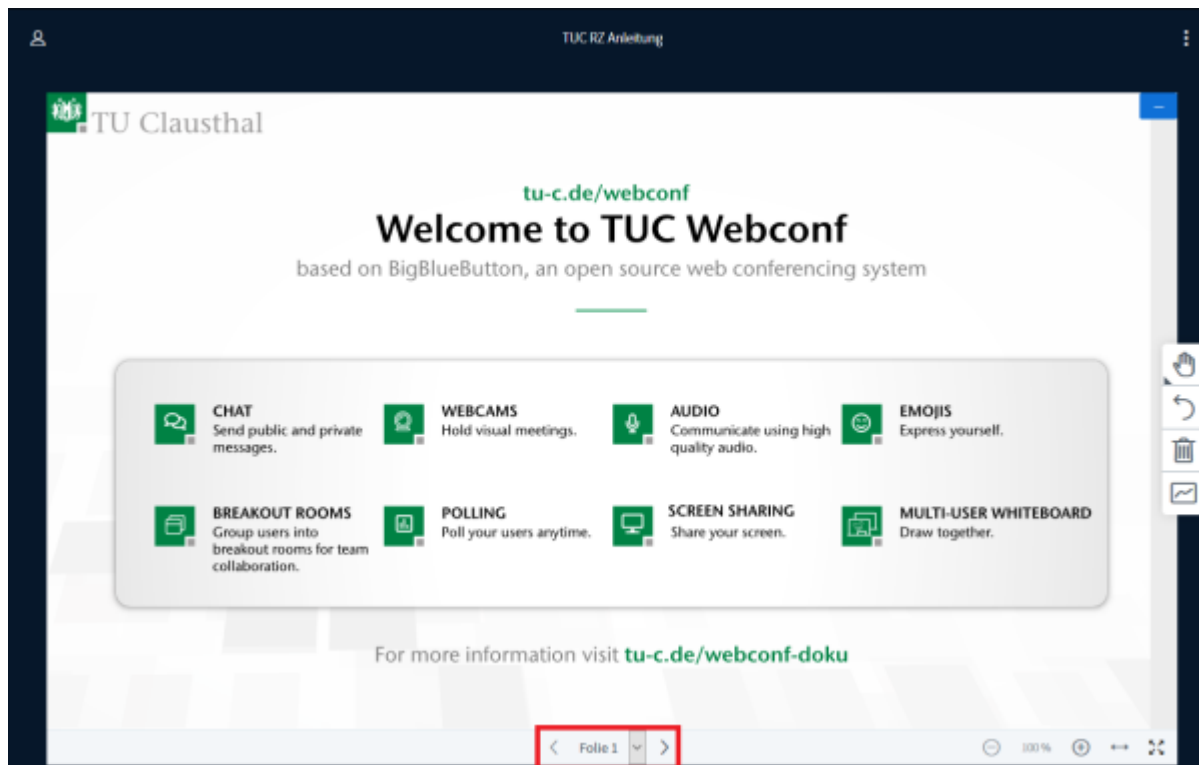 TUC RZ Anleitung
TU Clausthal
tu-c.de/webconf
Welcome to TUC Webconf
based on BigBlueButton, an open source web conferencing system
CHAT
Send public and private
messages.
WEBCAMS
Hold visual meetings.
AUDIO
Communicate using high
quality audio.
EMOJIS
Express yourself.
BREAKOUT ROOMS
Group users into
breakout rooms for team
collaboration.
POLLING
Poll your users anytime.
SCREEN SHARING
Share your screen.
MULTI-USER WHITEBOARD
Draw together.
For more information visit tu-c.de/webconf-doku
Folie 1
100 %